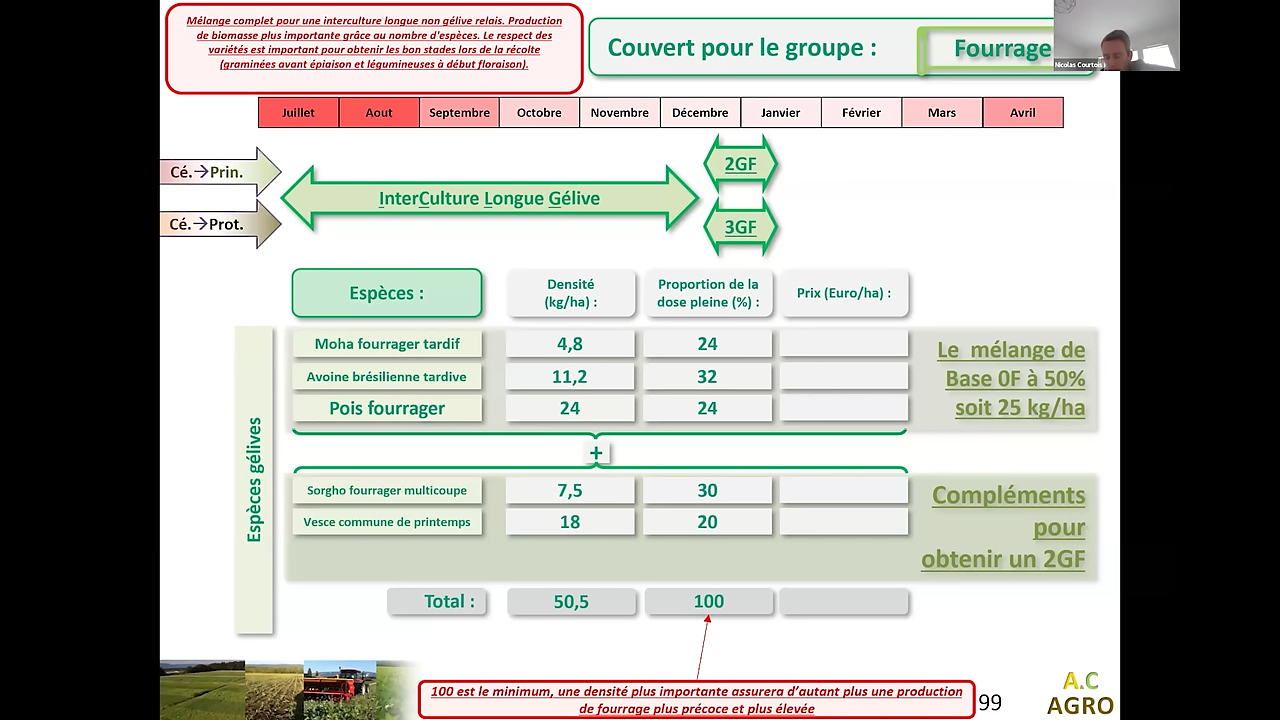 Mélange complet pour une interculture longue non gélive relais. Production
de biomasse plus importante grâce au nombre d'espèces. Le respect des
variétés est important pour obtenir les bon stades lors de la récolte
(graminées avant épiaison et légumineuses à début floraison).
Couvert pour le groupe :
Fourrage
Nicolas Courtois
Juillet
Aout
Septembre
Octobre
Novembre
Décembre
Janvier
Février
Mars
Avril
Cé.→Prin.
2GF
InterCulture Longue Gélive
Cé.→Prot.
3GF
Espèces :
Densité
(kg/ha) :
Proportion de la
dose pleine (%) :
Prix (Euro/ha) :
Espèces gélives
Moha fourrager tardif
4,8
24
Avoine brésilienne tardive
11,2
32
Pois fourrager
24
24
Le mélange de
Base 0F à 50%
soit 25 kg/ha
+
Sorgho fourrager multicoupe
7,5
30
Vesce commune de printemps
18
20
Compléments
pour
obtenir un 2GF
Total :
50,5
100
100 est le minimum, une densité plus importante assurera d'autant plus une production
de fourrage plus précoce et plus élevée
99
A.C
AGRO